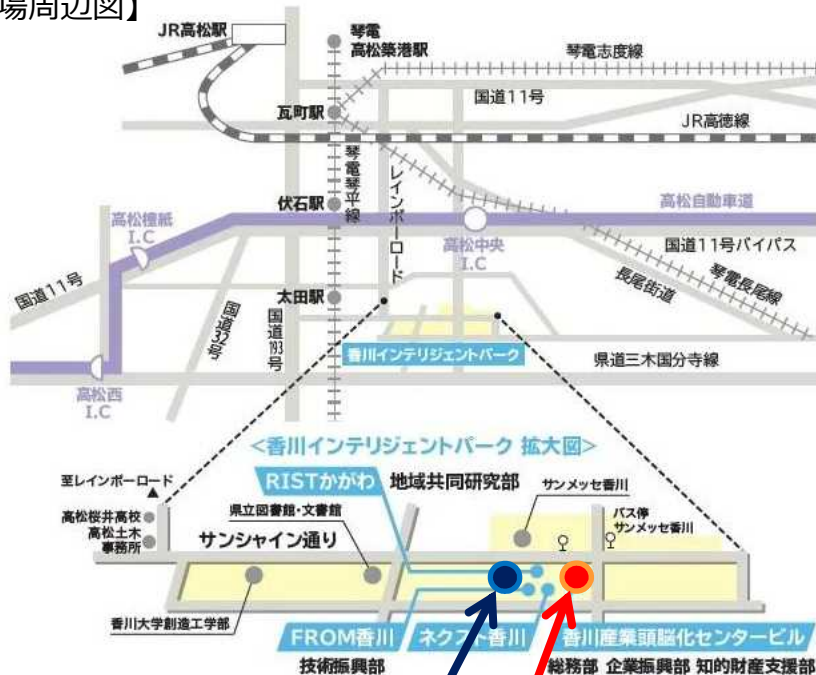 場周辺図】
JR高松駅
琴電
高松築港駅
琴電志度線
国道11号
瓦町駅
JR高徳線
琴電琴平線
レインボーロード
伏石駅
高松自動車道
高松檀紙
I.C
高松中央
I.C
国道11号バイパス
国道11号
長尾街道
琴電長尾線
太田駅
国道32号
国道193号
香川インテリジェントパーク
県道三木国分寺線
高松西
I.C
<香川インテリジェントパーク 拡大図>
至レインボーロード
RISTかがわ
地域共同研究部
サンメッセ香川
高松桜井高校
高松土木
事務所
県立図書館・文書館
サンシャイン通り
バス停
サンメッセ香川
香川大学創造工学部
FROM香川
ネクスト香川
香川産業頭脳化センタービル
技術振興部
総務部 企業振興部 知的財産支援部